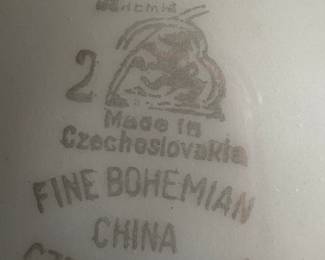 2
Made in
Czechoslovakia
FINE BOHEMIAN
CHINA